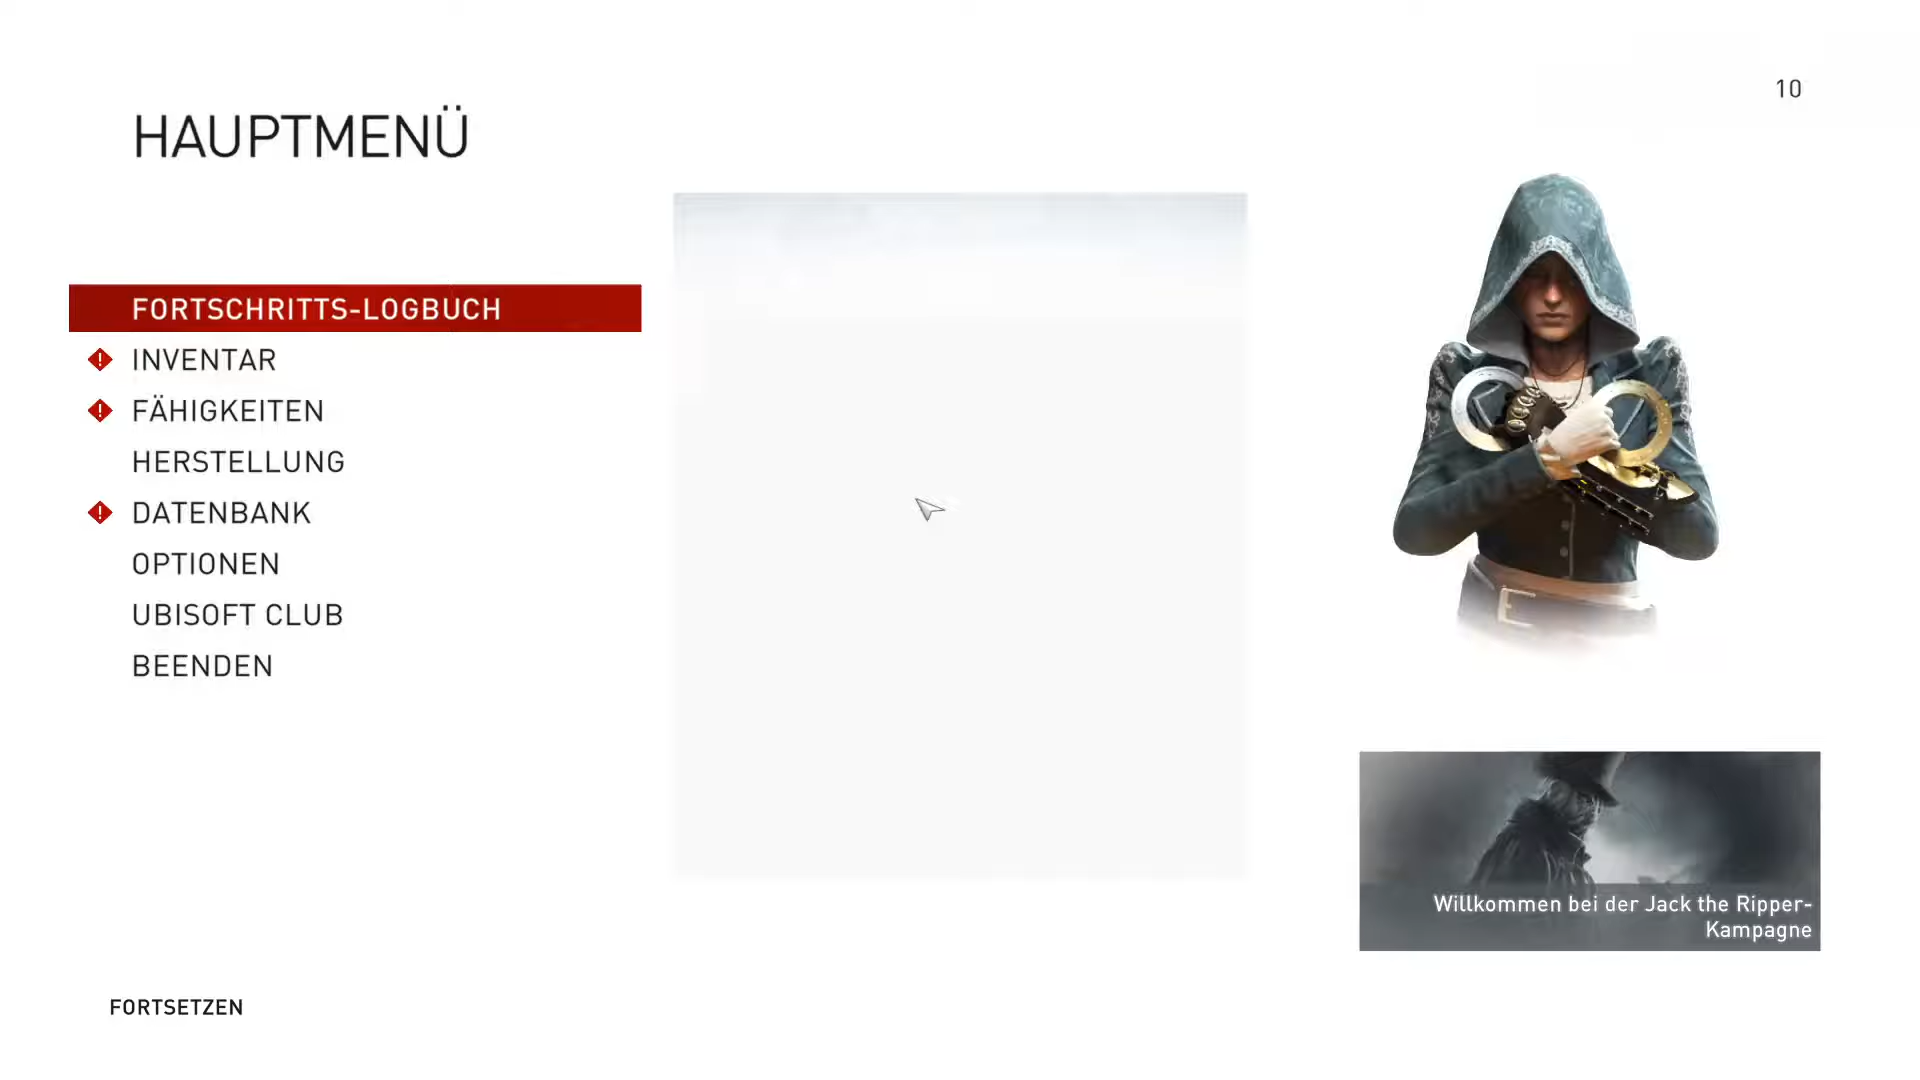 10
HAUPTMENÜ
FORTSCHRITTS-LOGBUCH
INVENTAR
FÄHIGKEITEN
HERSTELLUNG
DATENBANK
OPTIONEN
UBISOFT CLUB
BEENDEN
Willkommen bei der Jack the Ripper-
Kampagne
FORTSETZEN